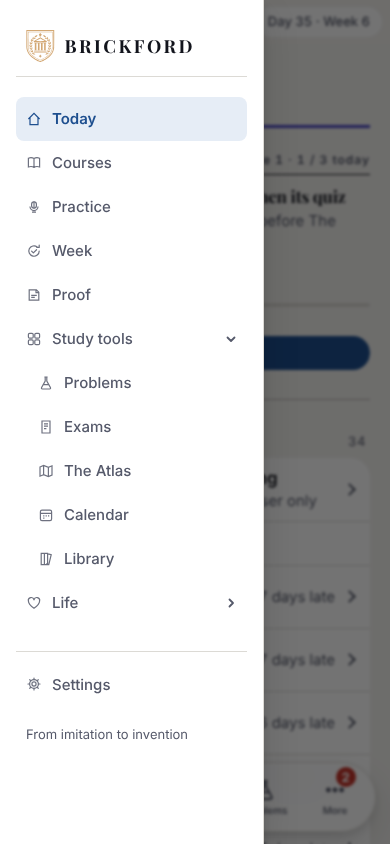 BRICKFORD
Day 35 · Week 6
Today
1 · 1 / 3 today
Courses
its quiz
Practice
before The
Week
Proof
Study tools
Problems
Exams
34
The Atlas
Calendar
only
Library
Life
days late
days late
Settings
days late
From imitation to invention
2
More